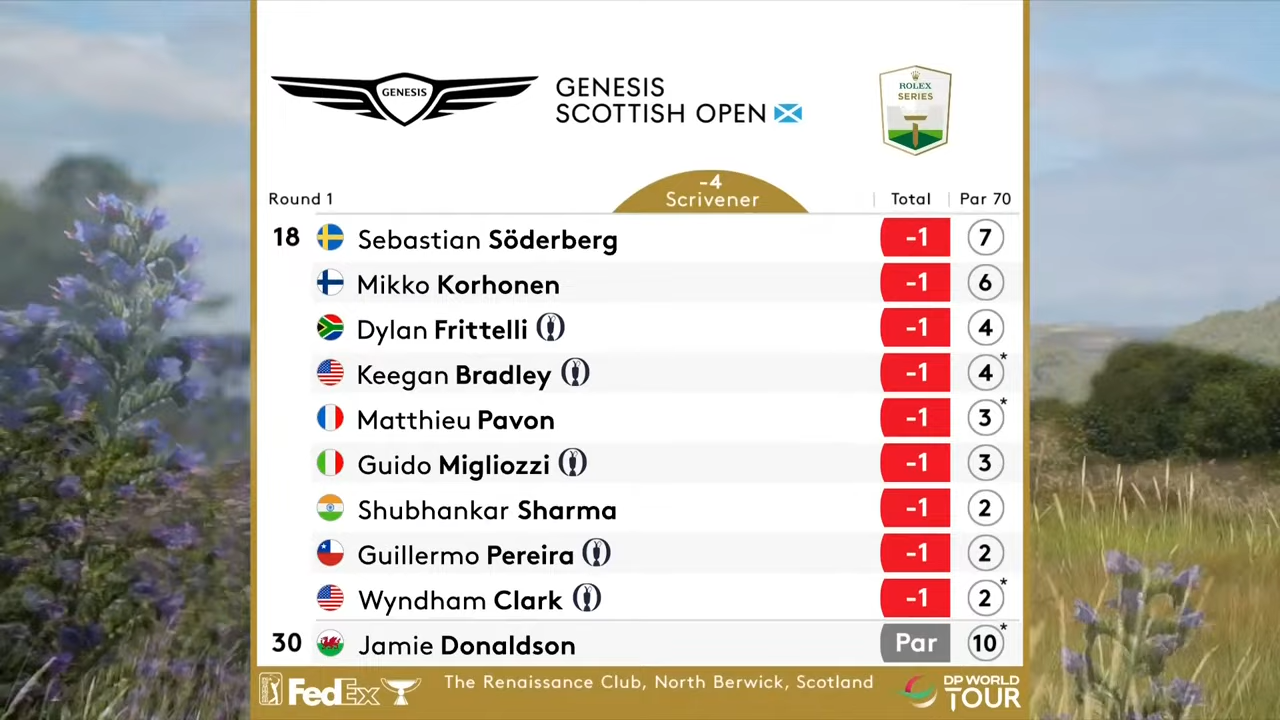 GENESIS
GENESIS
SCOTTISH OPEN
ROLEX
SERIES
-4
Round 1 Scrivener Total Par 70
18 Sebastian Söderberg -1 7
Mikko Korhonen -1 6
Dylan Frittelli -1 4
Keegan Bradley -1 4*
Matthieu Pavon -1 3*
Guido Migliozzi -1 3
Shubhankar Sharma -1 2
Guillermo Pereira -1 2
Wyndham Clark -1 2*
30 Jamie Donaldson Par 10*
FedEx The Renaissance Club, North Berwick, Scotland DP WORLD
TOUR